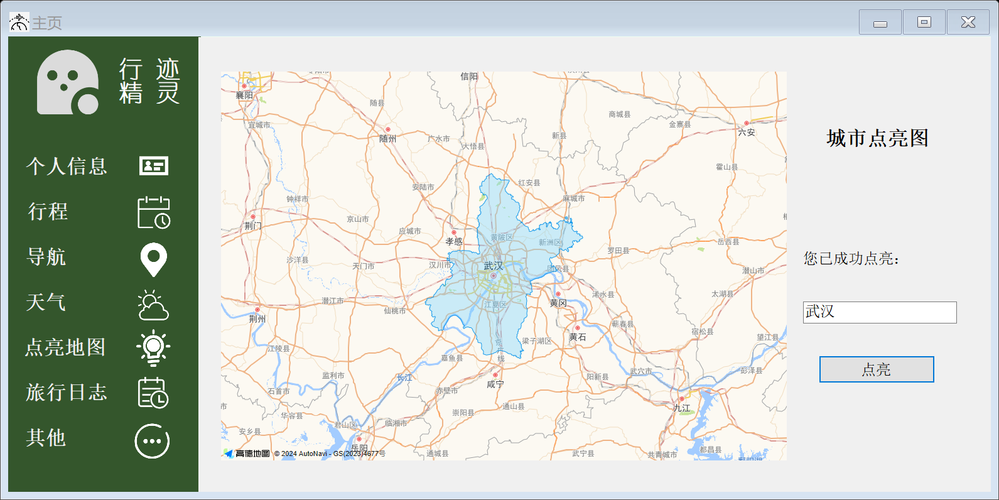 主页
行 迹
精 灵
个人信息
行程
导航
天气
点亮地图
旅行日志
其他
信阳
襄阳
随县
商城县
金寨县
宜城市
六安
随州
广水市
新县
大悟县
霍山县
红安县
安陆市
钟祥市
麻城市
京山市
荆门
应城市
孝感
黄陂区
新洲区
岳西县
罗田县
沙洋县
天门市
汉川市
武汉
团风县
潜山市
太湖县
浠水县
潜江市
黄冈
江夏区
仙桃市
荆州
蕲春县
宿松县
黄石
望江县
梁子湖区
江陵县
嘉鱼县
京广线
彭泽县
武穴市
监利市
长江
阳新县
咸宁
石首市
赤壁市
通山县
九江
崇阳县
华容县
君山区
临湘市
安乡县
岳阳
都昌县
通城县
武宁县
共青城市
高德地图 © 2024 AutoNavi - GS(2023)4677号
城市点亮图
您已成功点亮：
武汉
点亮